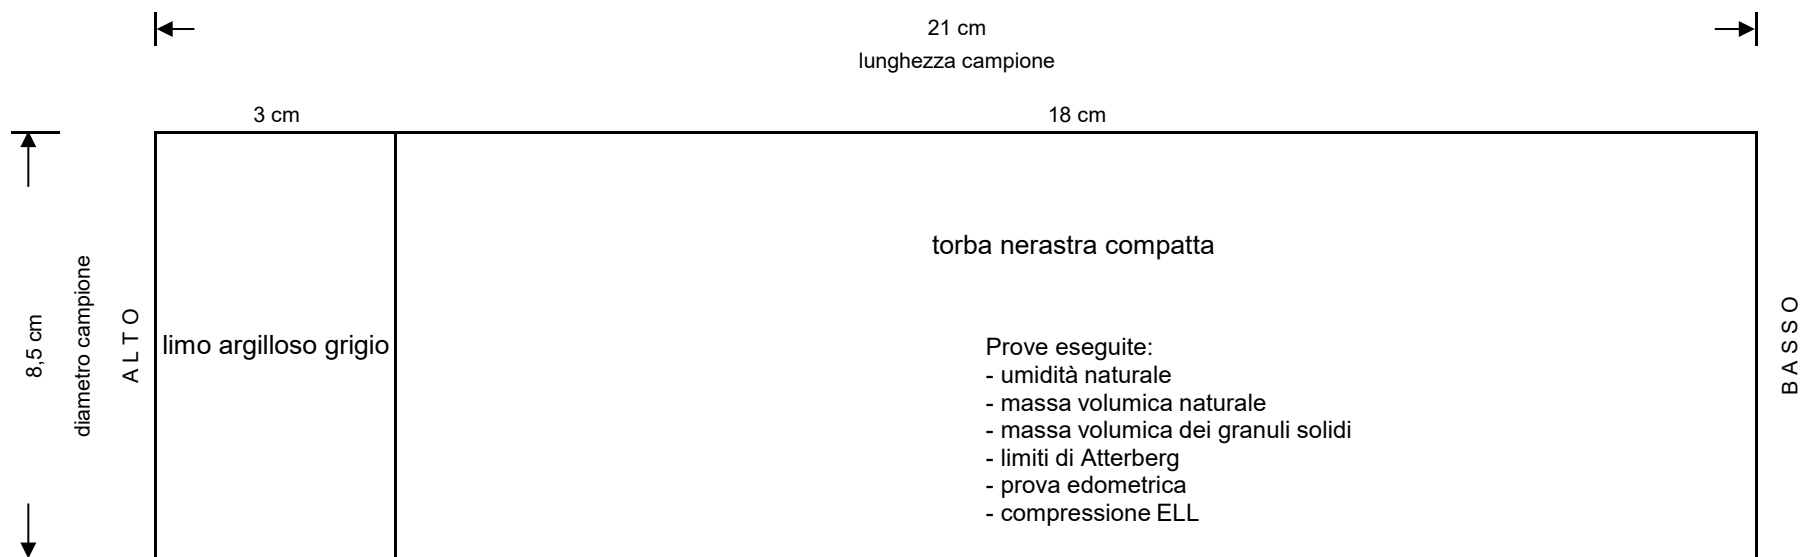 21 cm
lunghezza campione
3 cm
18 cm
8,5 cm
diametro campione
A L T O
limo argilloso grigio
torba nerastra compatta
Prove eseguite:
- umidità naturale
- massa volumica naturale
- massa volumica dei granuli solidi
- limiti di Atterberg
- prova edometrica
- compressione ELL
B A S S O